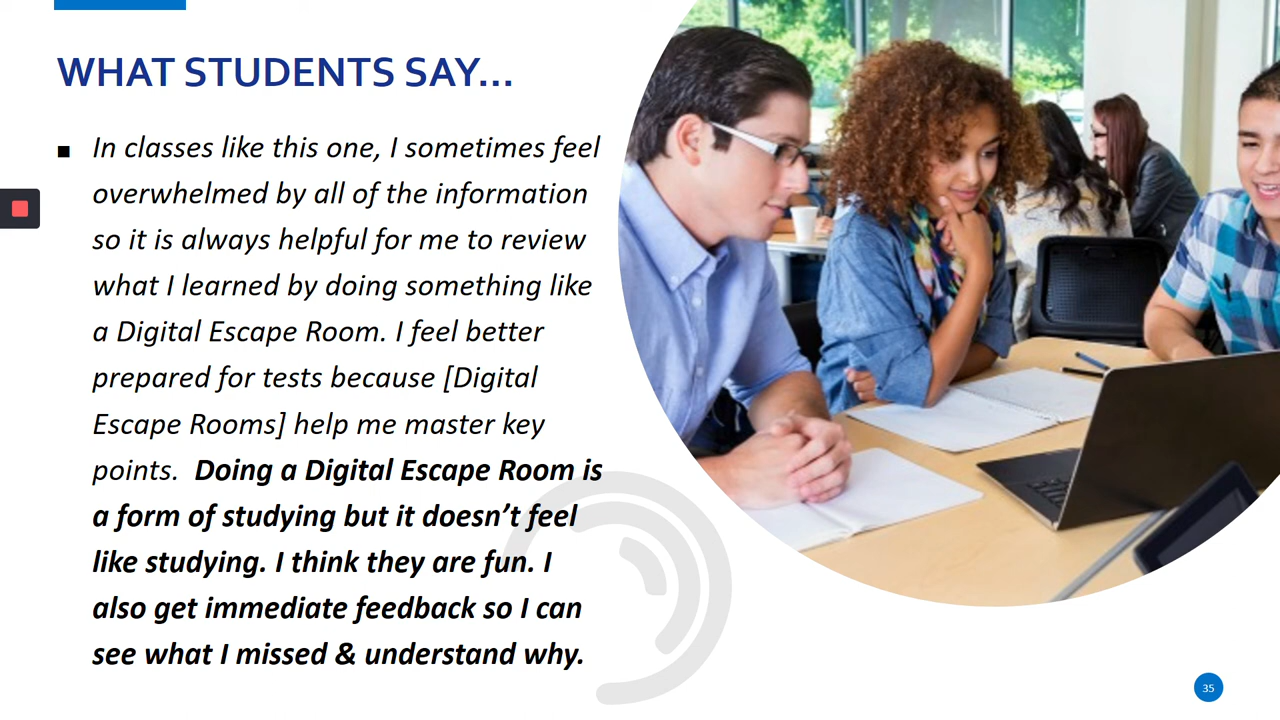 WHAT STUDENTS SAY...
In classes like this one, I sometimes feel
overwhelmed by all of the information
so it is always helpful for me to review
what I learned by doing something like
a Digital Escape Room. I feel better
prepared for tests because [Digital
Escape Rooms] help me master key
points. Doing a Digital Escape Room is
a form of studying but it doesn’t feel
like studying. I think they are fun. I
also get immediate feedback so I can
see what I missed & understand why.
35